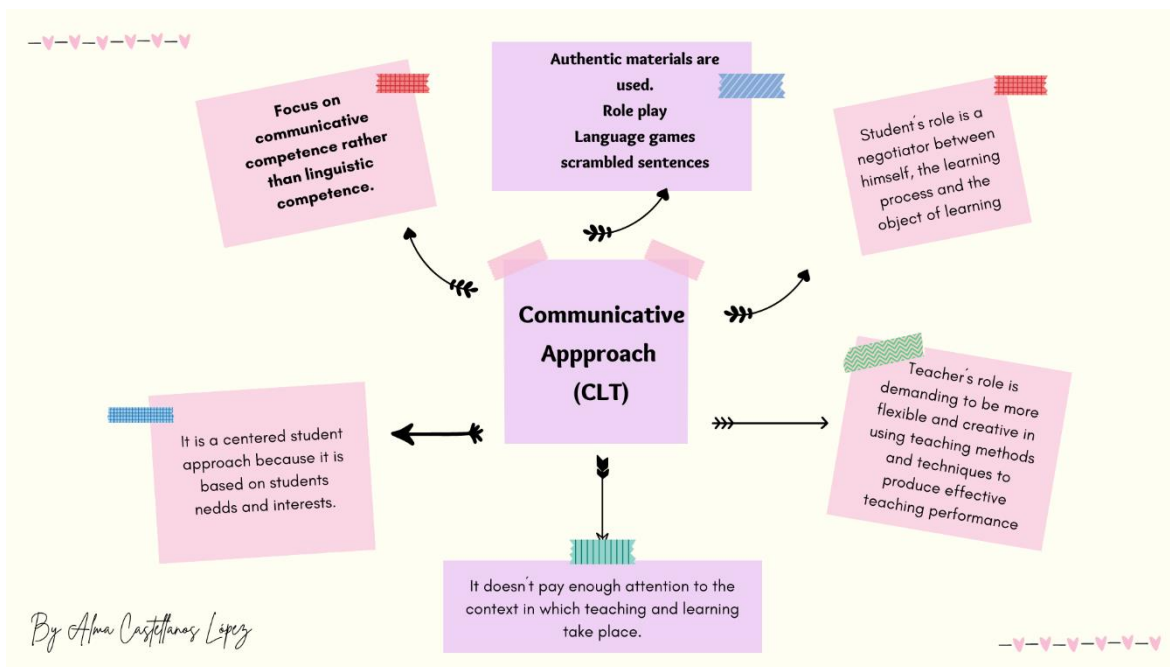 Focus on
communicative
competence rather
than linguistic
competence.
Authentic materials are
used.
Role play
Language games
scrambled sentences
Student´s role is a
negotiator between
himself, the learning
process and the
object of learning
Communicative
Appproach
(CLT)
It is a centered student
approach because it is
based on students
nedds and interests.
Teacher´s role is
demanding to be more
flexible and creative in
using teaching methods
and techniques to
produce effective
teaching performance
It doesn´t pay enough attention to the
context in which teaching and learning
take place.
By Alma Castellanos López